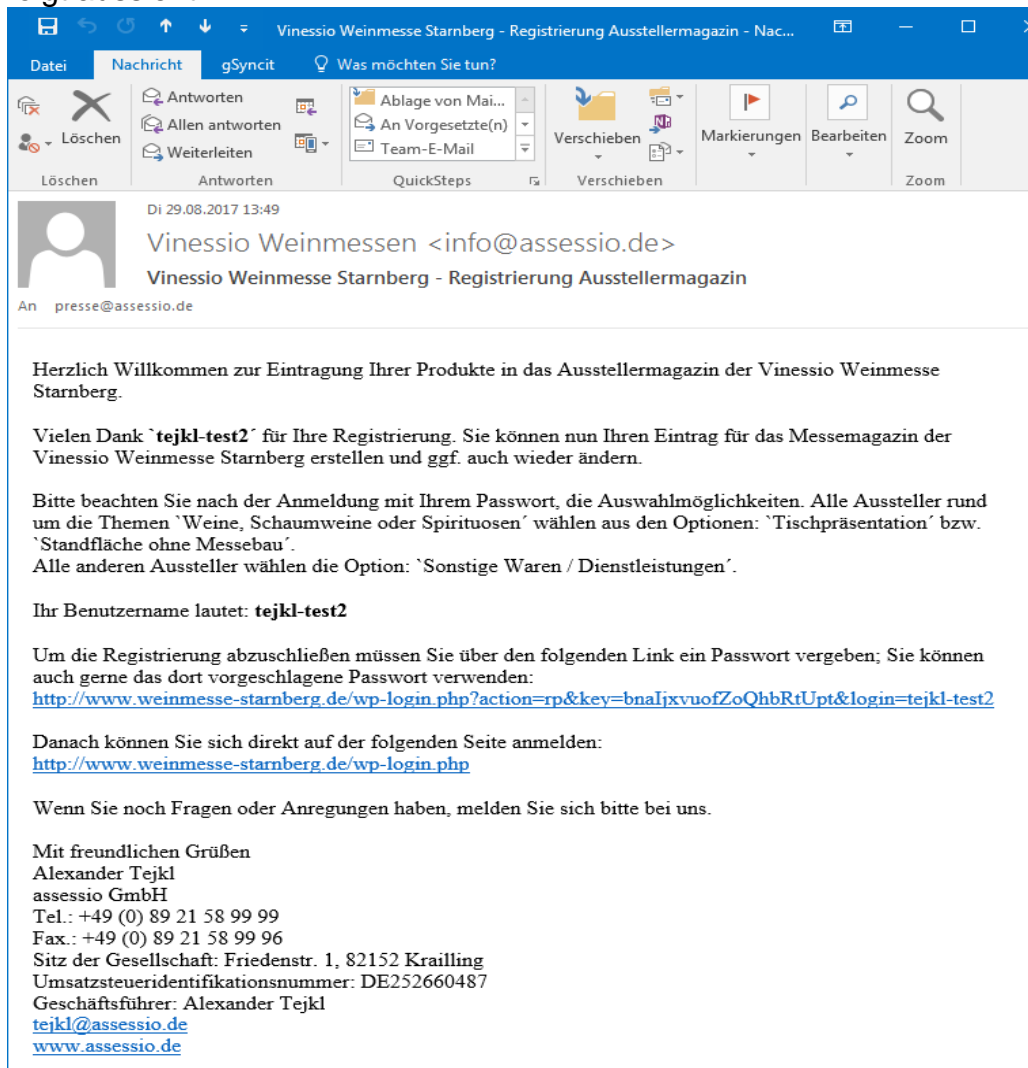 Vinessio Weinmesse Starnberg - Registrierung Ausstellermagazin - Nac...
Datei Nachricht gSyncit Was möchten Sie tun?
Löschen
Antworten
Allen antworten
Weiterleiten
Ablage von Mai...
An Vorgesetzte(n)
Team-E-Mail
Verschieben
Markierungen
Bearbeiten
Zoom
Löschen Antworten QuickSteps Verschieben Zoom
Di 29.08.2017 13:49
Vinessio Weinmessen <info@assessio.de>
Vinessio Weinmesse Starnberg - Registrierung Ausstellermagazin
An presse@assessio.de
Herzlich Willkommen zur Eintragung Ihrer Produkte in das Ausstellermagazin der Vinessio Weinmesse
Starnberg.
Vielen Dank `tejkl-test2´ für Ihre Registrierung. Sie können nun Ihren Eintrag für das Messemagazin der
Vinessio Weinmesse Starnberg erstellen und ggf. auch wieder ändern.
Bitte beachten Sie nach der Anmeldung mit Ihrem Passwort, die Auswahlmöglichkeiten. Alle Aussteller rund
um die Themen `Weine, Schaumweine oder Spirituosen´ wählen aus den Optionen: `Tischpräsentation´ bzw.
`Standfläche ohne Messebau´.
Alle anderen Aussteller wählen die Option: `Sonstige Waren / Dienstleistungen´.
Ihr Benutzername lautet: tejkl-test2
Um die Registrierung abzuschließen müssen Sie über den folgenden Link ein Passwort vergeben; Sie können
auch gerne das dort vorgeschlagene Passwort verwenden:
http://www.weinmesse-starnberg.de/wp-login.php?action=rp&key=bnaIjxvuofZoQhbRtUpt&login=tejkl-test2
Danach können Sie sich direkt auf der folgenden Seite anmelden:
http://www.weinmesse-starnberg.de/wp-login.php
Wenn Sie noch Fragen oder Anregungen haben, melden Sie sich bitte bei uns.
Mit freundlichen Grüßen
Alexander Tejkl
assessio GmbH
Tel.: +49 (0) 89 21 58 99 99
Fax.: +49 (0) 89 21 58 99 96
Sitz der Gesellschaft: Friedenstr. 1, 82152 Krailling
Umsatzsteueridentifikationsnummer: DE252660487
Geschäftsführer: Alexander Tejkl
tejkl@assessio.de
www.assessio.de